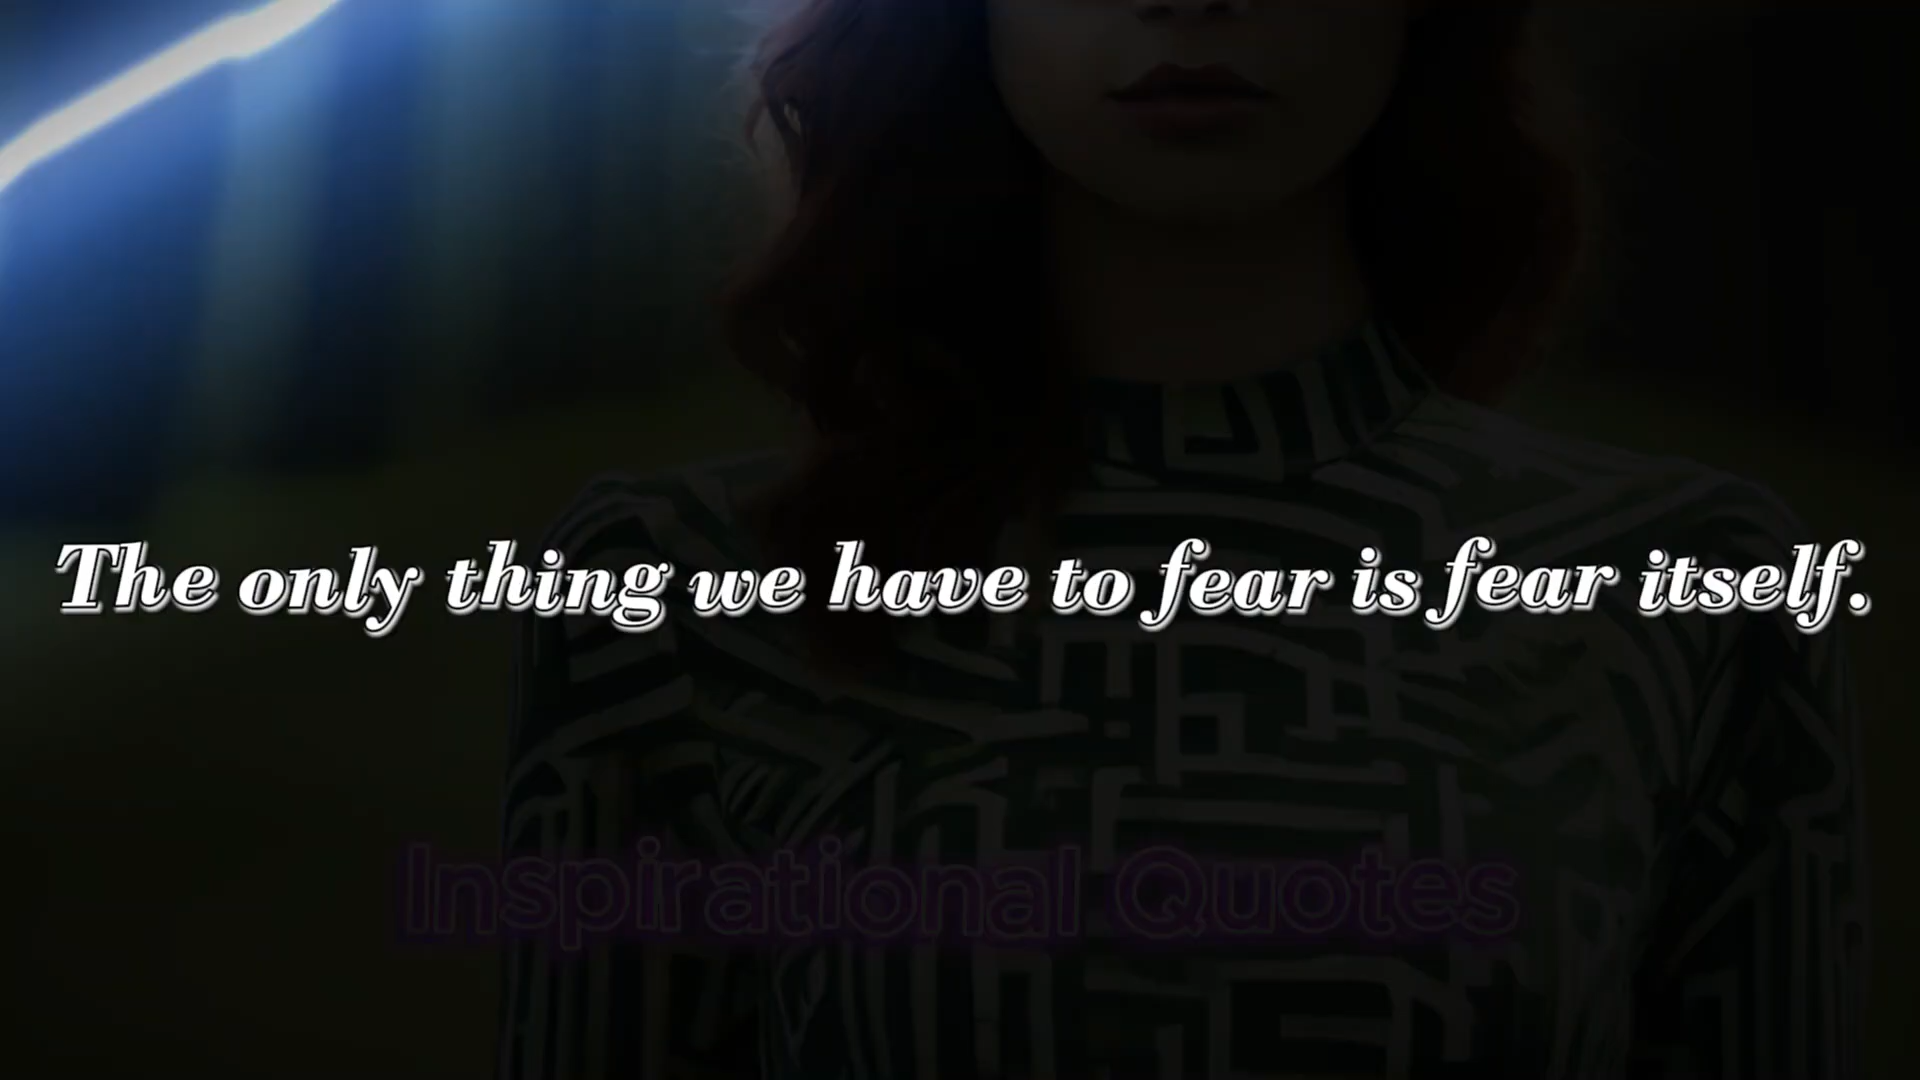 The only thing we have to fear is fear itself.
Inspirational Quotes